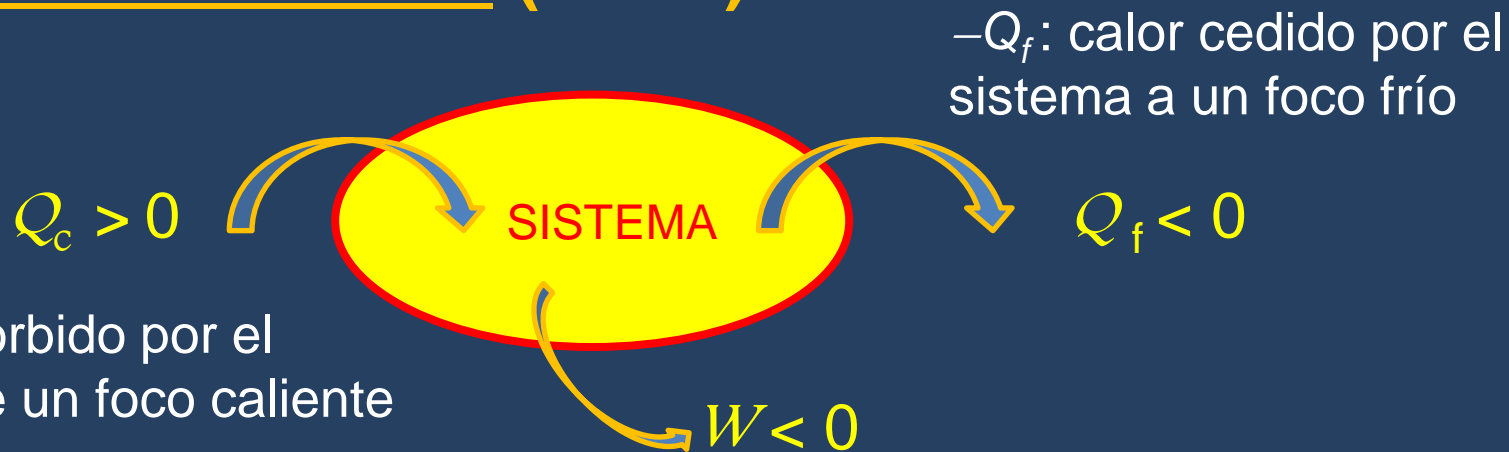 −Qf : calor cedido por el
sistema a un foco frío
Qc > 0
SISTEMA
Qf < 0
por el
un foco caliente
W < 0